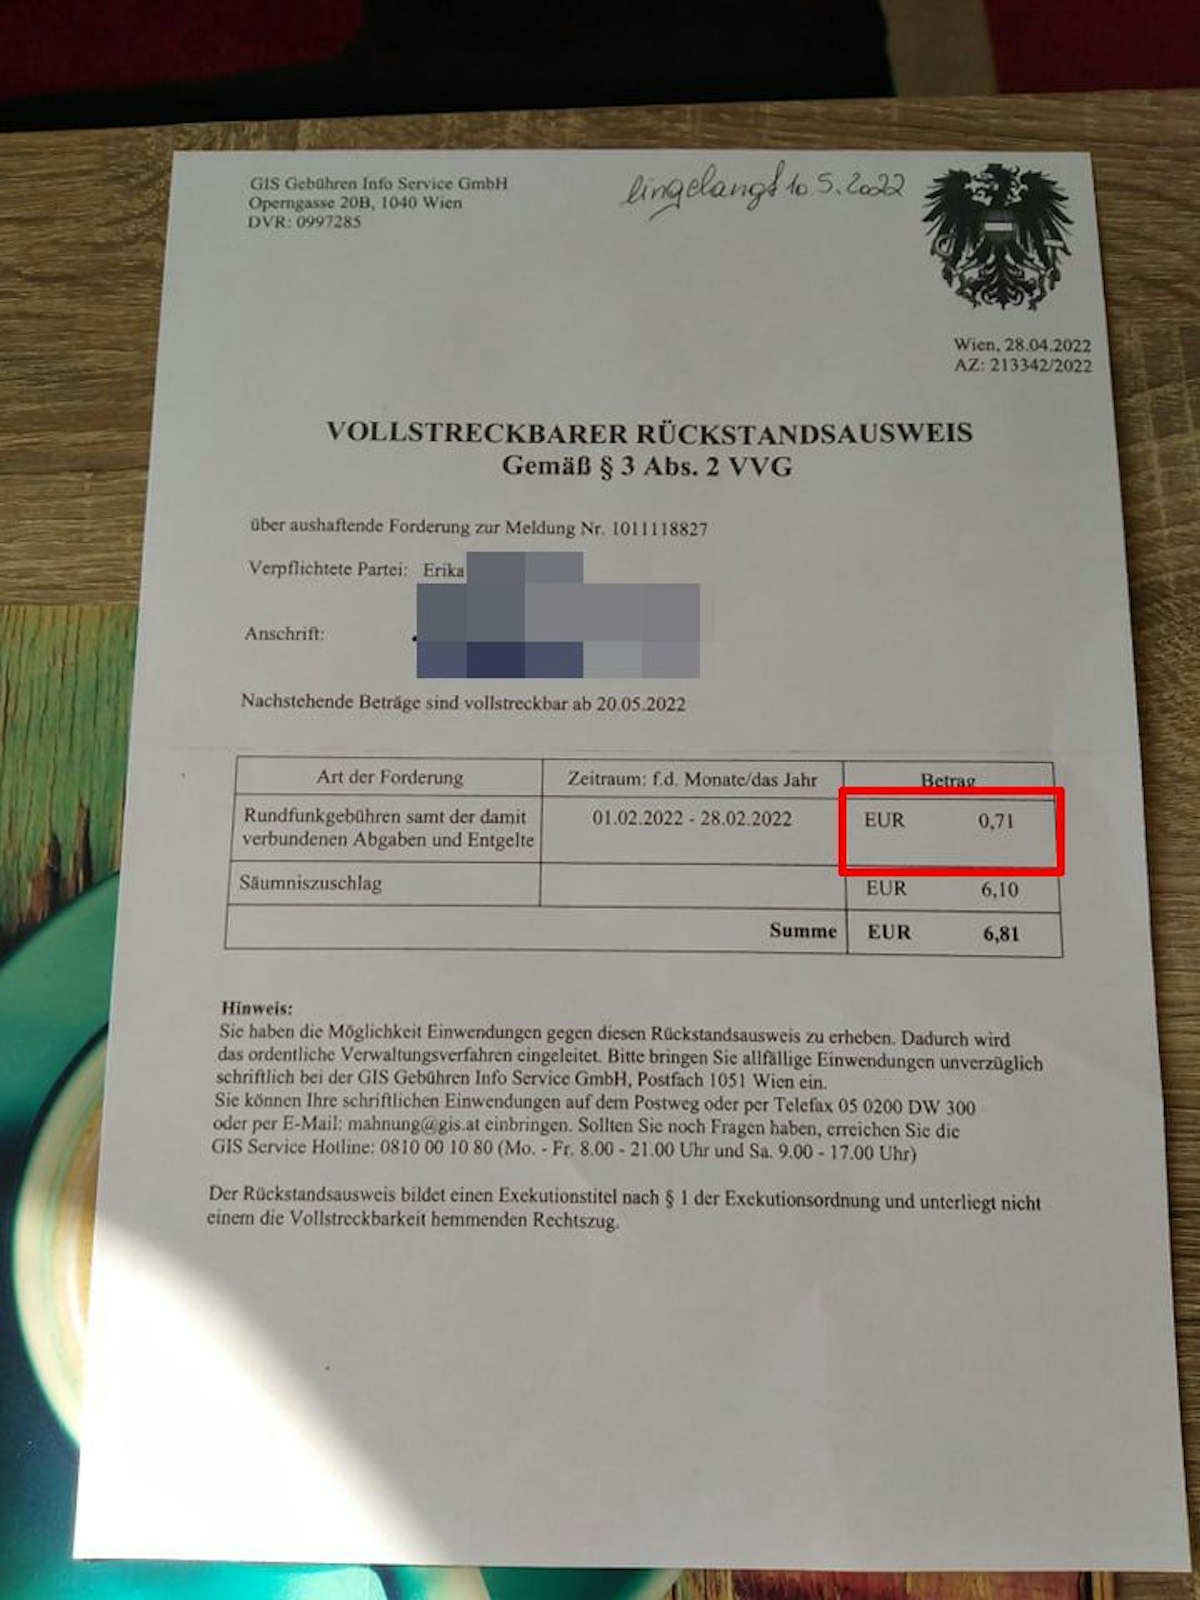 GIS Gebühren Info Service GmbH
Operngasse 20B, 1040 Wien
DVR: 0997285
eingelangt 10 5.2022
Wien, 28.04.2022
AZ: 213342/2022
VOLLSTRECKBARER RÜCKSTANDSAUSWEIS
Gemäß § 3 Abs. 2 VVG
über aushaftende Forderung zur Meldung Nr. 1011118827
Verpflichtete Partei: Erika
Anschrift:
Nachstehende Beträge sind vollstreckbar ab 20.05.2022
Art der Forderung Zeitraum: f.d. Monate/das Jahr Betrag
Rundfunkgebühren samt der damit 01.02.2022 - 28.02.2022 EUR 0,71
verbundenen Abgaben und Entgelte
Säumniszuschlag EUR 6,10
Summe EUR 6,81
Hinweis:
Sie haben die Möglichkeit Einwendungen gegen diesen Rückstandsausweis zu erheben. Dadurch wird
das ordentliche Verwaltungsverfahren eingeleitet. Bitte bringen Sie allfällige Einwendungen unverzüglich
schriftlich bei der GIS Gebühren Info Service GmbH, Postfach 1051 Wien ein.
Sie können Ihre schriftlichen Einwendungen auf dem Postweg oder per Telefax 05 0200 DW 300
oder per E-Mail: mahnung@gis.at einbringen. Sollten Sie noch Fragen haben, erreichen Sie die
GIS Service Hotline: 0810 00 10 80 (Mo. - Fr. 8.00 - 21.00 Uhr und Sa. 9.00 - 17.00 Uhr)
Der Rückstandsausweis bildet einen Exekutionstitel nach § 1 der Exekutionsordnung und unterliegt nicht
einem die Vollstreckbarkeit hemmenden Rechtszug.